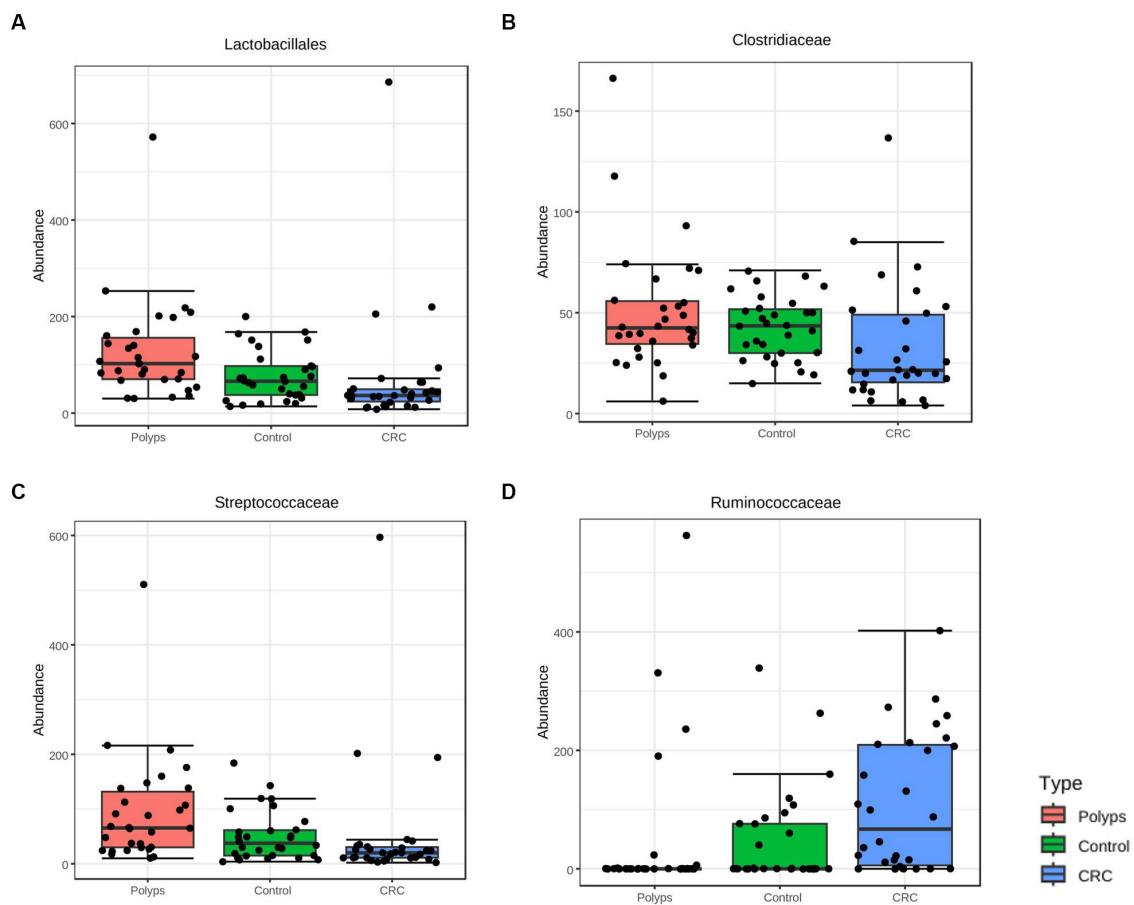 A
Lactobacillales
Abundance
600
400
200
0
Polyps
Control
CRC
B
Clostridiaceae
Abundance
150
100
50
0
Polyps
Control
CRC
C
Streptococcaceae
Abundance
600
400
200
0
Polyps
Control
CRC
D
Ruminococcaceae
Abundance
400
200
0
Polyps
Control
CRC
Type
Polyps
Control
CRC